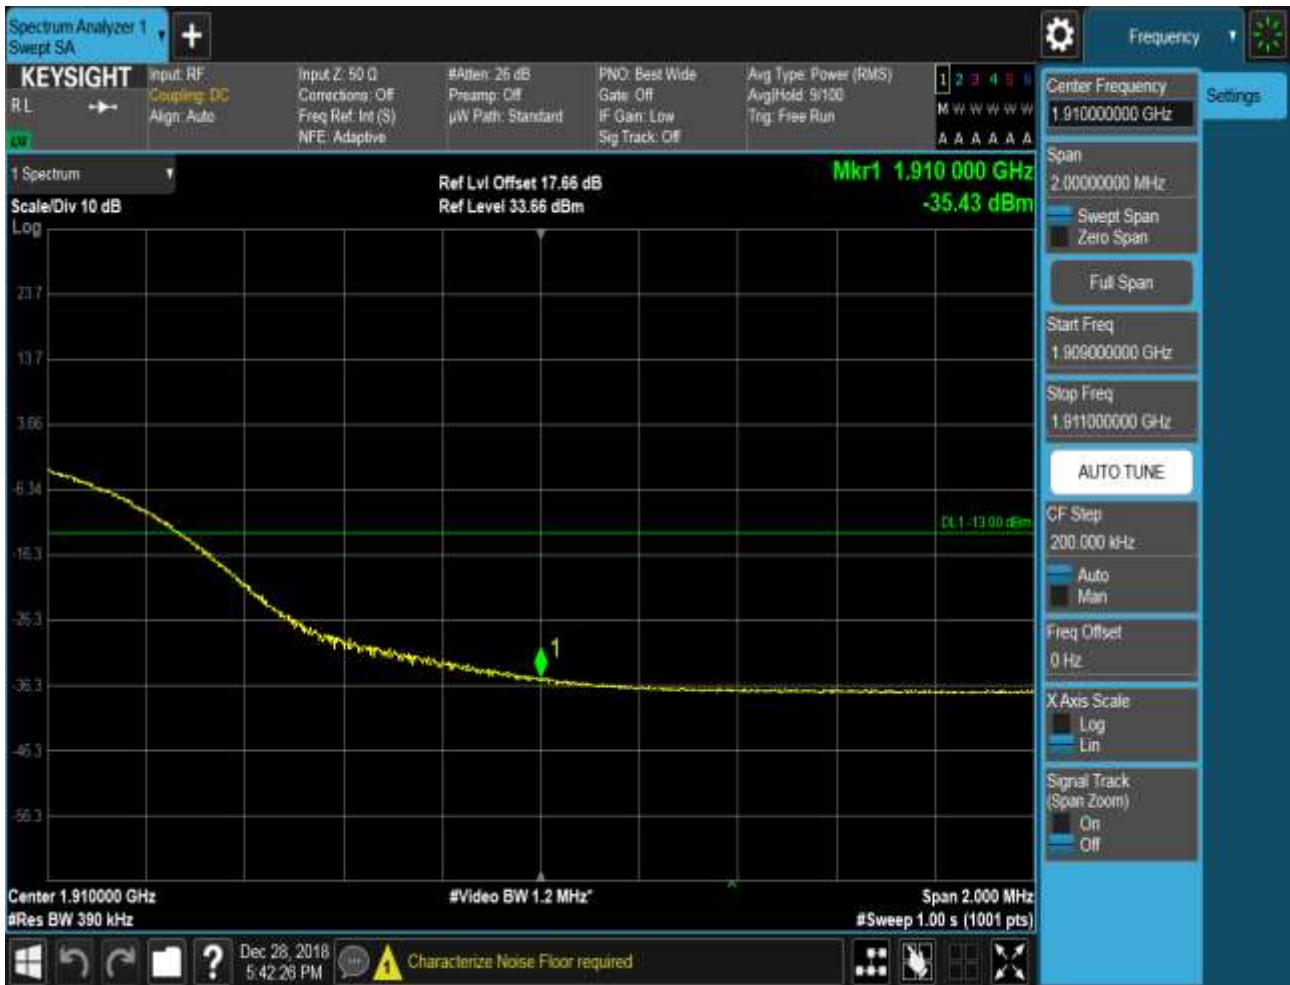 Spectrum Analyzer 1
Swept SA
Frequency
KEYSIGHT
RL
Input: RF
Coupling: DC
Align: Auto
Input Z: 50 Ω
Corrections: Off
Freq Ref: Int (S)
NFE: Adaptive
#Atten: 26 dB
Preamp: Off
µW Path: Standard
PNO: Best Wide
Gate: Off
IF Gain: Low
Sig Track: Off
Avg Type: Power (RMS)
Avg|Hold: 9/100
Trig: Free Run
1 2 3 4 5 6
M W W W W W
A A A A A A
1 Spectrum
Scale/Div 10 dB
Log
Ref Lvl Offset 17.66 dB
Ref Level 33.66 dBm
Mkr1 1.910 000 GHz
-35.43 dBm
23.7
13.7
3.66
-6.34
-16.3
-26.3
-36.3
-46.3
-56.3
DL1 -13.00 dBm
1
Center 1.910000 GHz
#Res BW 390 kHz
#Video BW 1.2 MHz*
Span 2.000 MHz
#Sweep 1.00 s (1001 pts)
Dec 28, 2018
5:42:26 PM
Characterize Noise Floor required
Center Frequency
1.910000000 GHz
Settings
Span
2.00000000 MHz
Swept Span
Zero Span
Full Span
Start Freq
1.909000000 GHz
Stop Freq
1.911000000 GHz
AUTO TUNE
CF Step
200.000 kHz
Auto
Man
Freq Offset
0 Hz
X Axis Scale
Log
Lin
Signal Track
(Span Zoom)
On
Off